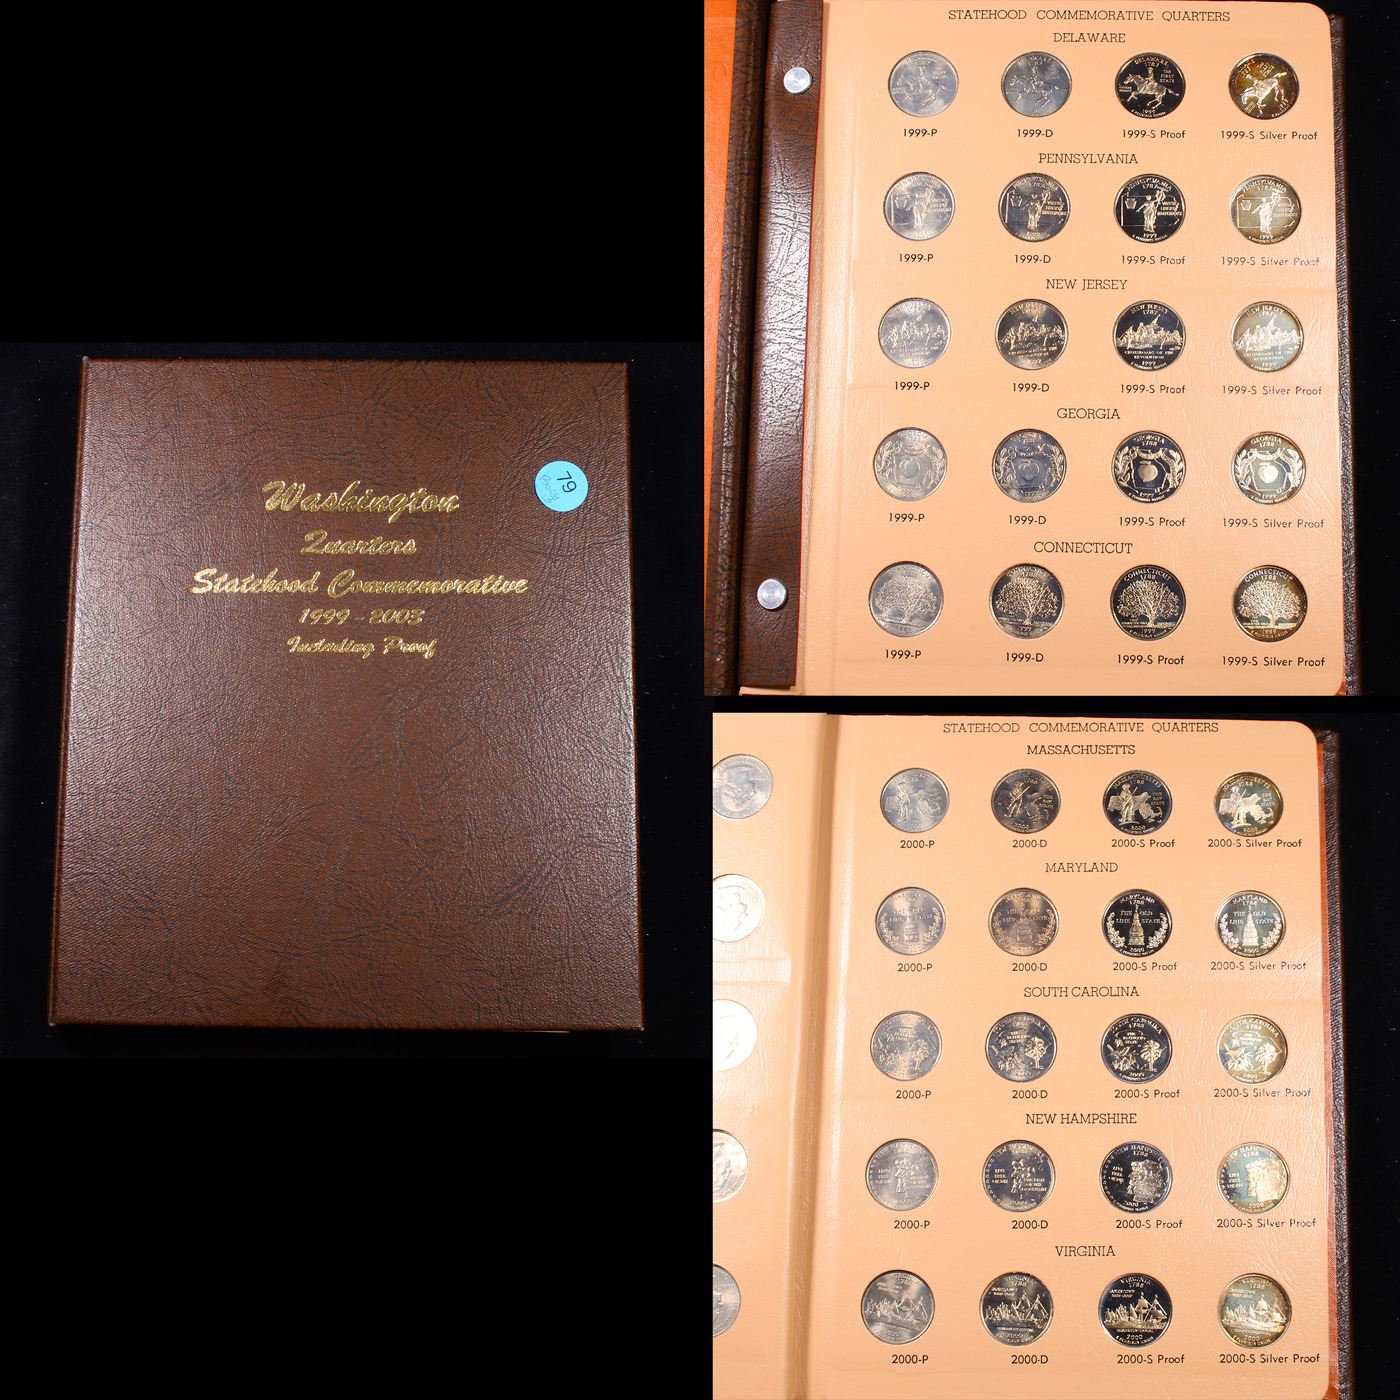 Washington
Quarters
Statehood Commemorative
1999-2003
Including Proof
79
STATEHOOD COMMEMORATIVE QUARTERS
DELAWARE
1999-P 1999-D 1999-S Proof 1999-S Silver Proof
PENNSYLVANIA
1999-P 1999-D 1999-S Proof 1999-S Silver Proof
NEW JERSEY
1999-P 1999-D 1999-S Proof 1999-S Silver Proof
GEORGIA
1999-P 1999-D 1999-S Proof 1999-S Silver Proof
CONNECTICUT
1999-P 1999-D 1999-S Proof 1999-S Silver Proof
STATEHOOD COMMEMORATIVE QUARTERS
MASSACHUSETTS
2000-P 2000-D 2000-S Proof 2000-S Silver Proof
MARYLAND
2000-P 2000-D 2000-S Proof 2000-S Silver Proof
SOUTH CAROLINA
2000-P 2000-D 2000-S Proof 2000-S Silver Proof
NEW HAMPSHIRE
2000-P 2000-D 2000-S Proof 2000-S Silver Proof
VIRGINIA
2000-P 2000-D 2000-S Proof 2000-S Silver Proof